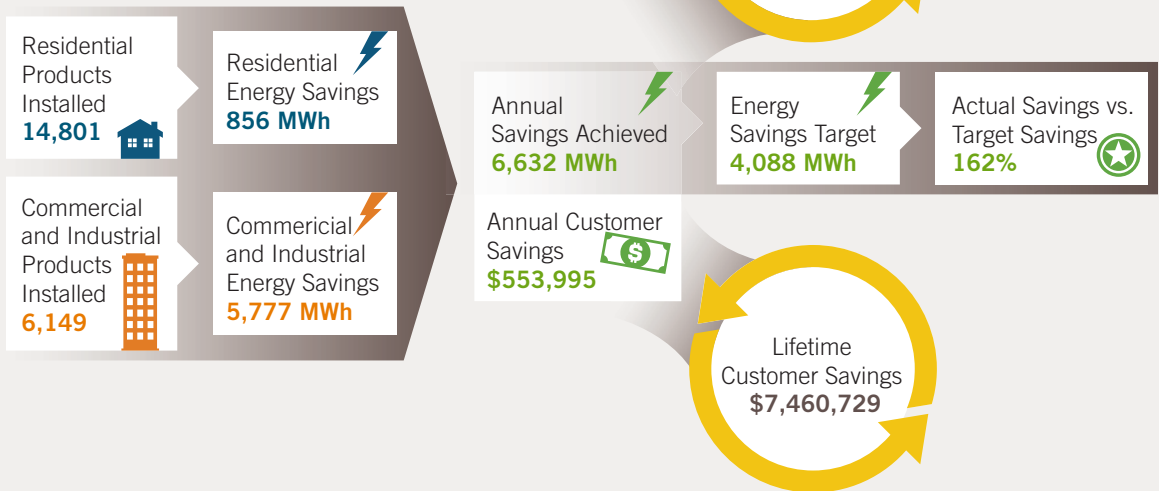 Residential
Products
Installed
14,801
Residential
Energy Savings
856 MWh
Commercial
and Industrial
Products
Installed
6,149
Commericial
and Industrial
Energy Savings
5,777 MWh
Annual
Savings Achieved
6,632 MWh
Annual Customer
Savings
$553,995
Energy
Savings Target
4,088 MWh
Actual Savings vs.
Target Savings
162%
Lifetime
Customer Savings
$7,460,729